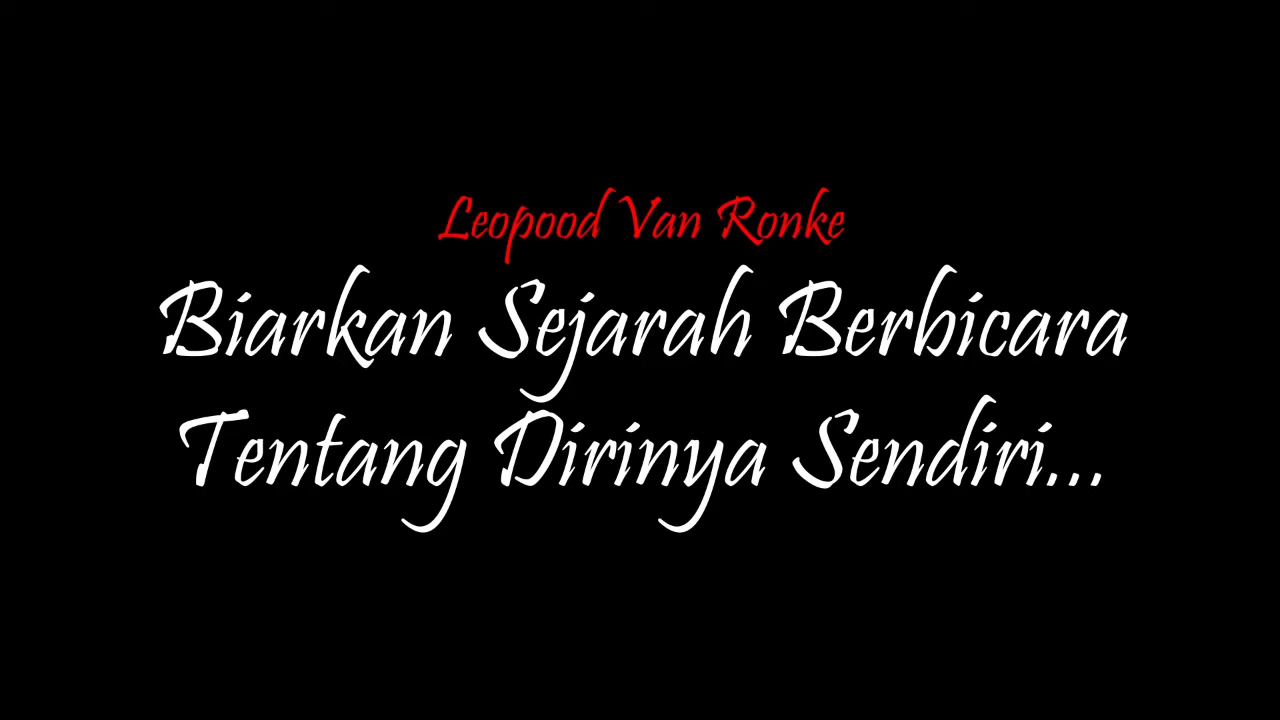 Leopood Van Ronke
Biarkan Sejarah Berbicara
Tentang Dirinya Sendiri...